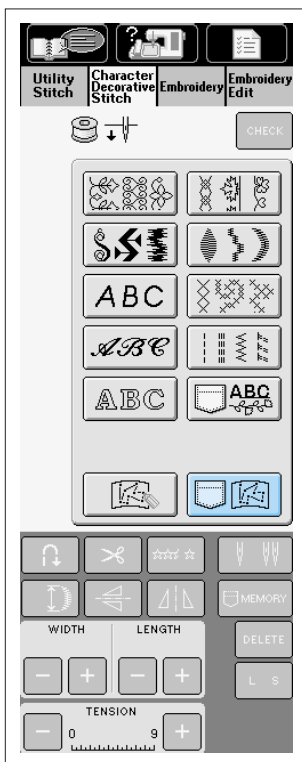 Utility
Stitch
Character
Decorative
Stitch
Embroidery
Embroidery
Edit
CHECK
ABC
ABC
ABC
ABC
MEMORY
WIDTH
LENGTH
DELETE
L S
TENSION
0 9